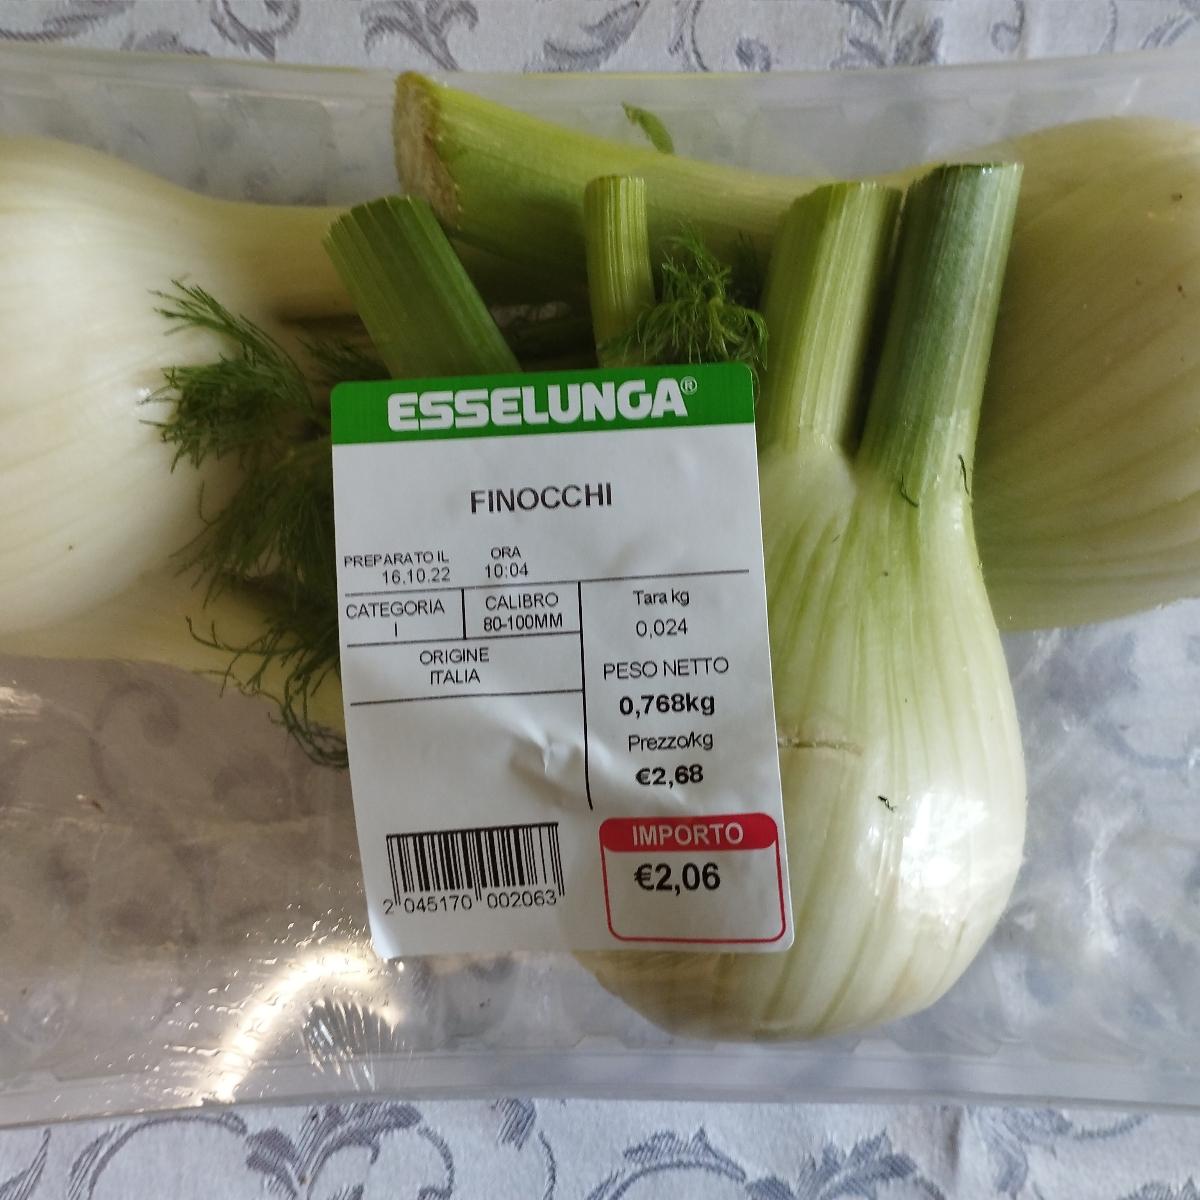 ESSELUNGA®
FINOCCHI
PREPARATO IL ORA
16.10.22 10:04
CATEGORIA CALIBRO
I 80-100MM
ORIGINE
ITALIA
Tara kg
0,024
PESO NETTO
0,768kg
Prezzo/kg
€2,68
IMPORTO
€2,06
2 045170 002063